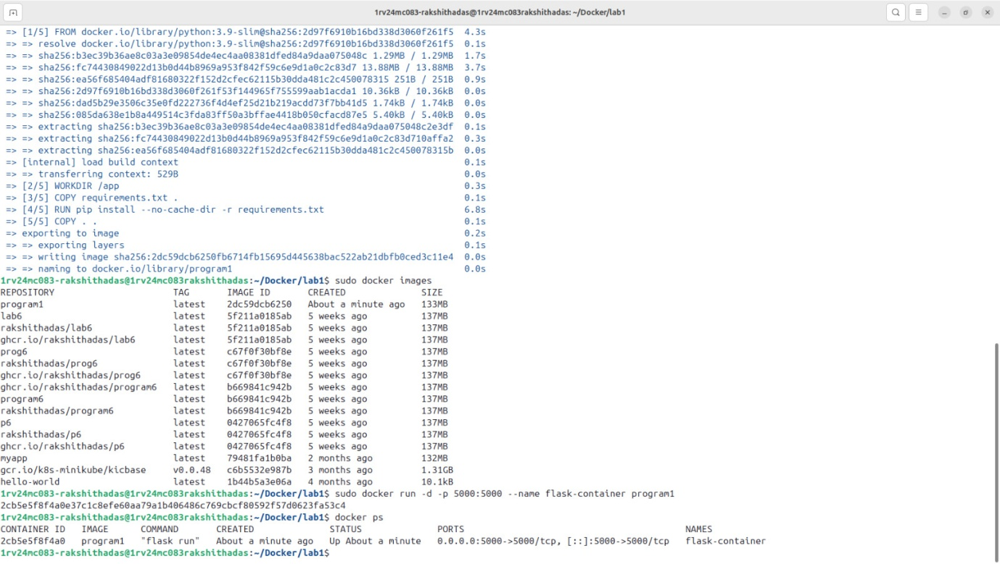 1rv24mc083-rakshithadas@1rv24mc083rakshithadas: ~/Docker/lab1
=> [1/5] FROM docker.io/library/python:3.9-slim@sha256:2d97f6910b16bd338d3060f261f5 4.3s
=> => resolve docker.io/library/python:3.9-slim@sha256:2d97f6910b16bd338d3060f261f5 0.1s
=> => sha256:b3ec39b36ae8c03a3e09854de4ec4aa08381dfed84a9daa075048c 1.29MB / 1.29MB 1.7s
=> => sha256:fc74430849022d13b0d44b8969a953f842f59c6e9d1a0c2c83d7 13.88MB / 13.88MB 3.7s
=> => sha256:ea56f685404adf81680322f152d2cfec62115b30dda481c2c450078315 251B / 251B 0.9s
=> => sha256:2d97f6910b16bd338d3060f261f53f144965f755599aab1acda1 10.36kB / 10.36kB 0.0s
=> => sha256:dad5b29e3506c35e0fd222736f4d4ef25d21b219acdd73f7bb41d5 1.74kB / 1.74kB 0.0s
=> => sha256:085da638e1b8a449514c3fda83ff50a3bffae4418b050cfacd87e5 5.40kB / 5.40kB 0.0s
=> => extracting sha256:b3ec39b36ae8c03a3e09854de4ec4aa08381dfed84a9daa075048c2e3df 0.1s
=> => extracting sha256:fc74430849022d13b0d44b8969a953f842f59c6e9d1a0c2c83d710affa2 0.3s
=> => extracting sha256:ea56f685404adf81680322f152d2cfec62115b30dda481c2c450078315b 0.0s
=> [internal] load build context 0.1s
=> => transferring context: 529B 0.0s
=> [2/5] WORKDIR /app 0.3s
=> [3/5] COPY requirements.txt . 0.1s
=> [4/5] RUN pip install --no-cache-dir -r requirements.txt 6.8s
=> [5/5] COPY . . 0.1s
=> exporting to image 0.2s
=> => exporting layers 0.1s
=> => writing image sha256:2dc59dcb6250fb6714fb15695d445638bac522ab21dbfb0ced3c11e4 0.0s
=> => naming to docker.io/library/program1 0.0s
1rv24mc083-rakshithadas@1rv24mc083rakshithadas:~/Docker/lab1$ sudo docker images
REPOSITORY TAG IMAGE ID CREATED SIZE
program1 latest 2dc59dcb6250 About a minute ago 133MB
lab6 latest 5f211a0185ab 5 weeks ago 137MB
rakshithadas/lab6 latest 5f211a0185ab 5 weeks ago 137MB
ghcr.io/rakshithadas/lab6 latest 5f211a0185ab 5 weeks ago 137MB
prog6 latest c67f0f30bf8e 5 weeks ago 137MB
rakshithadas/prog6 latest c67f0f30bf8e 5 weeks ago 137MB
ghcr.io/rakshithadas/prog6 latest c67f0f30bf8e 5 weeks ago 137MB
ghcr.io/rakshithadas/program6 latest b669841c942b 5 weeks ago 137MB
program6 latest b669841c942b 5 weeks ago 137MB
rakshithadas/program6 latest b669841c942b 5 weeks ago 137MB
p6 latest 0427065fc4f8 5 weeks ago 137MB
rakshithadas/p6 latest 0427065fc4f8 5 weeks ago 137MB
ghcr.io/rakshithadas/p6 latest 0427065fc4f8 5 weeks ago 137MB
myapp latest 79481fa1b0ba 2 months ago 132MB
gcr.io/k8s-minikube/kicbase v0.0.48 c6b5532e987b 3 months ago 1.31GB
hello-world latest 1b44b5a3e06a 4 months ago 10.1kB
1rv24mc083-rakshithadas@1rv24mc083rakshithadas:~/Docker/lab1$ sudo docker run -d -p 5000:5000 --name flask-container program1
2cb5e5f8f4a0e37c1c8efe60aa79a1b406486c769cbcf80592f57d0623fa53c4
1rv24mc083-rakshithadas@1rv24mc083rakshithadas:~/Docker/lab1$ docker ps
CONTAINER ID IMAGE COMMAND CREATED STATUS PORTS NAMES
2cb5e5f8f4a0 program1 "flask run" About a minute ago Up About a minute 0.0.0.0:5000->5000/tcp, [::]:5000->5000/tcp flask-container
1rv24mc083-rakshithadas@1rv24mc083rakshithadas:~/Docker/lab1$